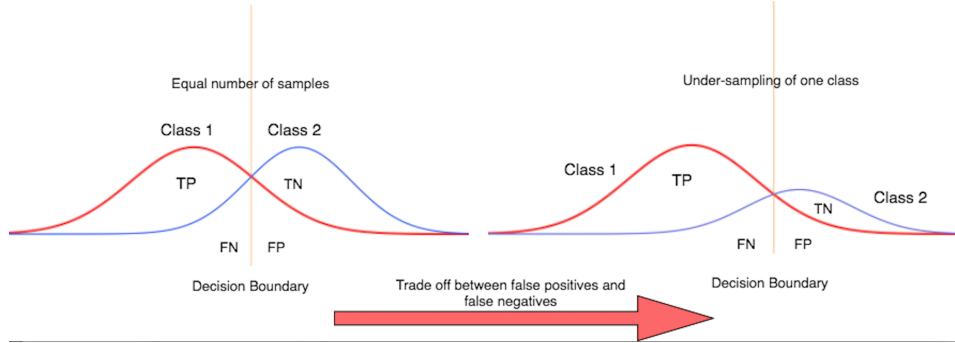 Equal number of samples
Class 1
Class 2
TP
TN
FN
FP
Decision Boundary
Under-sampling of one class
Class 1
TP
Class 2
TN
FN
FP
Decision Boundary
Trade off between false positives and
false negatives